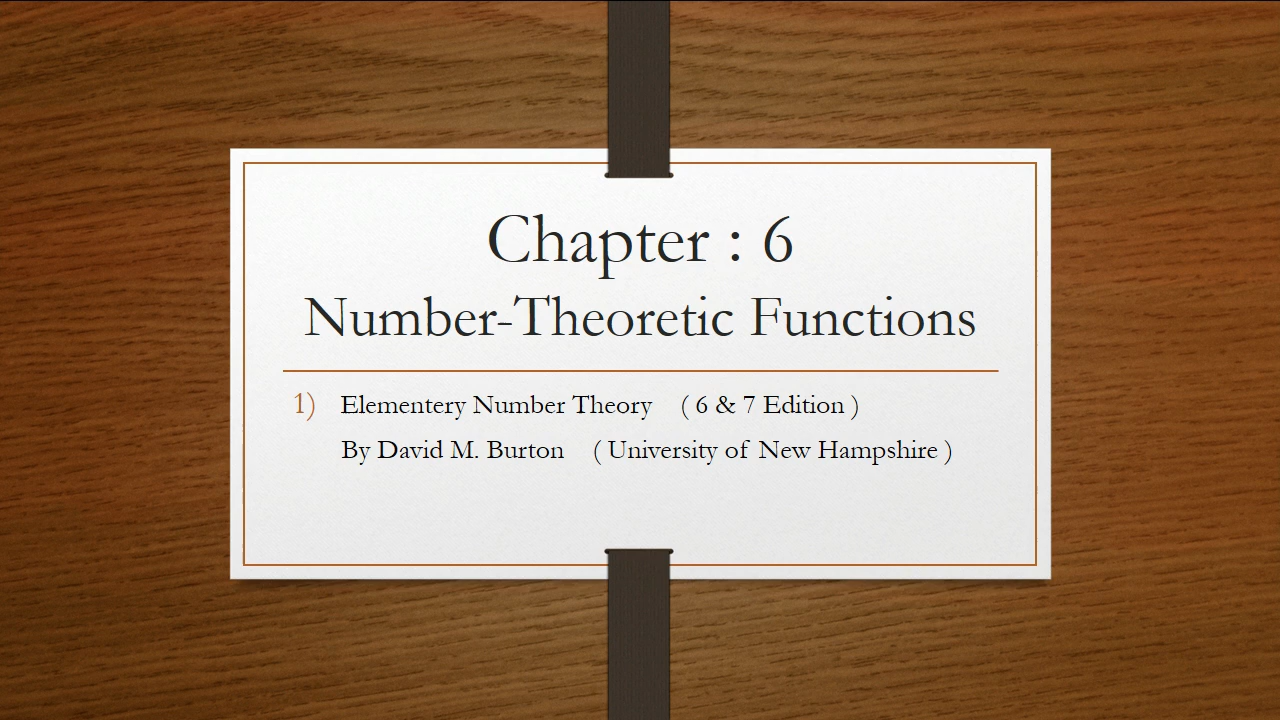 Chapter : 6
Number-Theoretic Functions
1) Elementery Number Theory ( 6 & 7 Edition )
By David M. Burton ( University of New Hampshire )